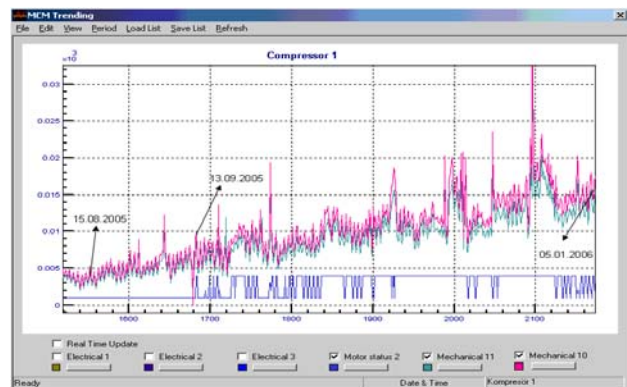 MCM Trending
File Edit View Period Load List Save List Refresh
Compressor 1
x10³
0.03
0.025
0.02
0.015
0.01
0.005
0
15.08.2005
13.09.2005
05.01.2006
1600 1700 1800 1900 2000 2100
Real Time Update
Electrical 1 Electrical 2 Electrical 3 Motor status 2 Mechanical 11 Mechanical 10
Ready Date & Time Kompresor 1